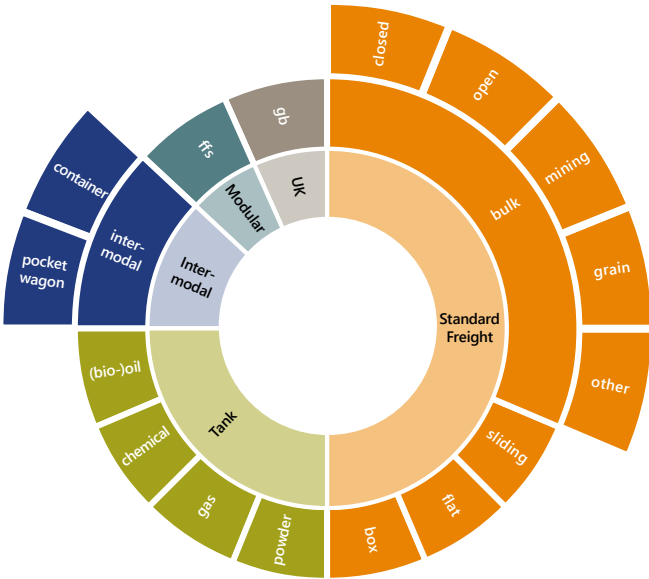 closed
open
mining
grain
other
bulk
sliding
flat
box
Standard
Freight
powder
gas
chemical
(bio-)oil
Tank
pocket
wagon
container
inter-
modal
Inter-
modal
ffs
Modular
gb
UK